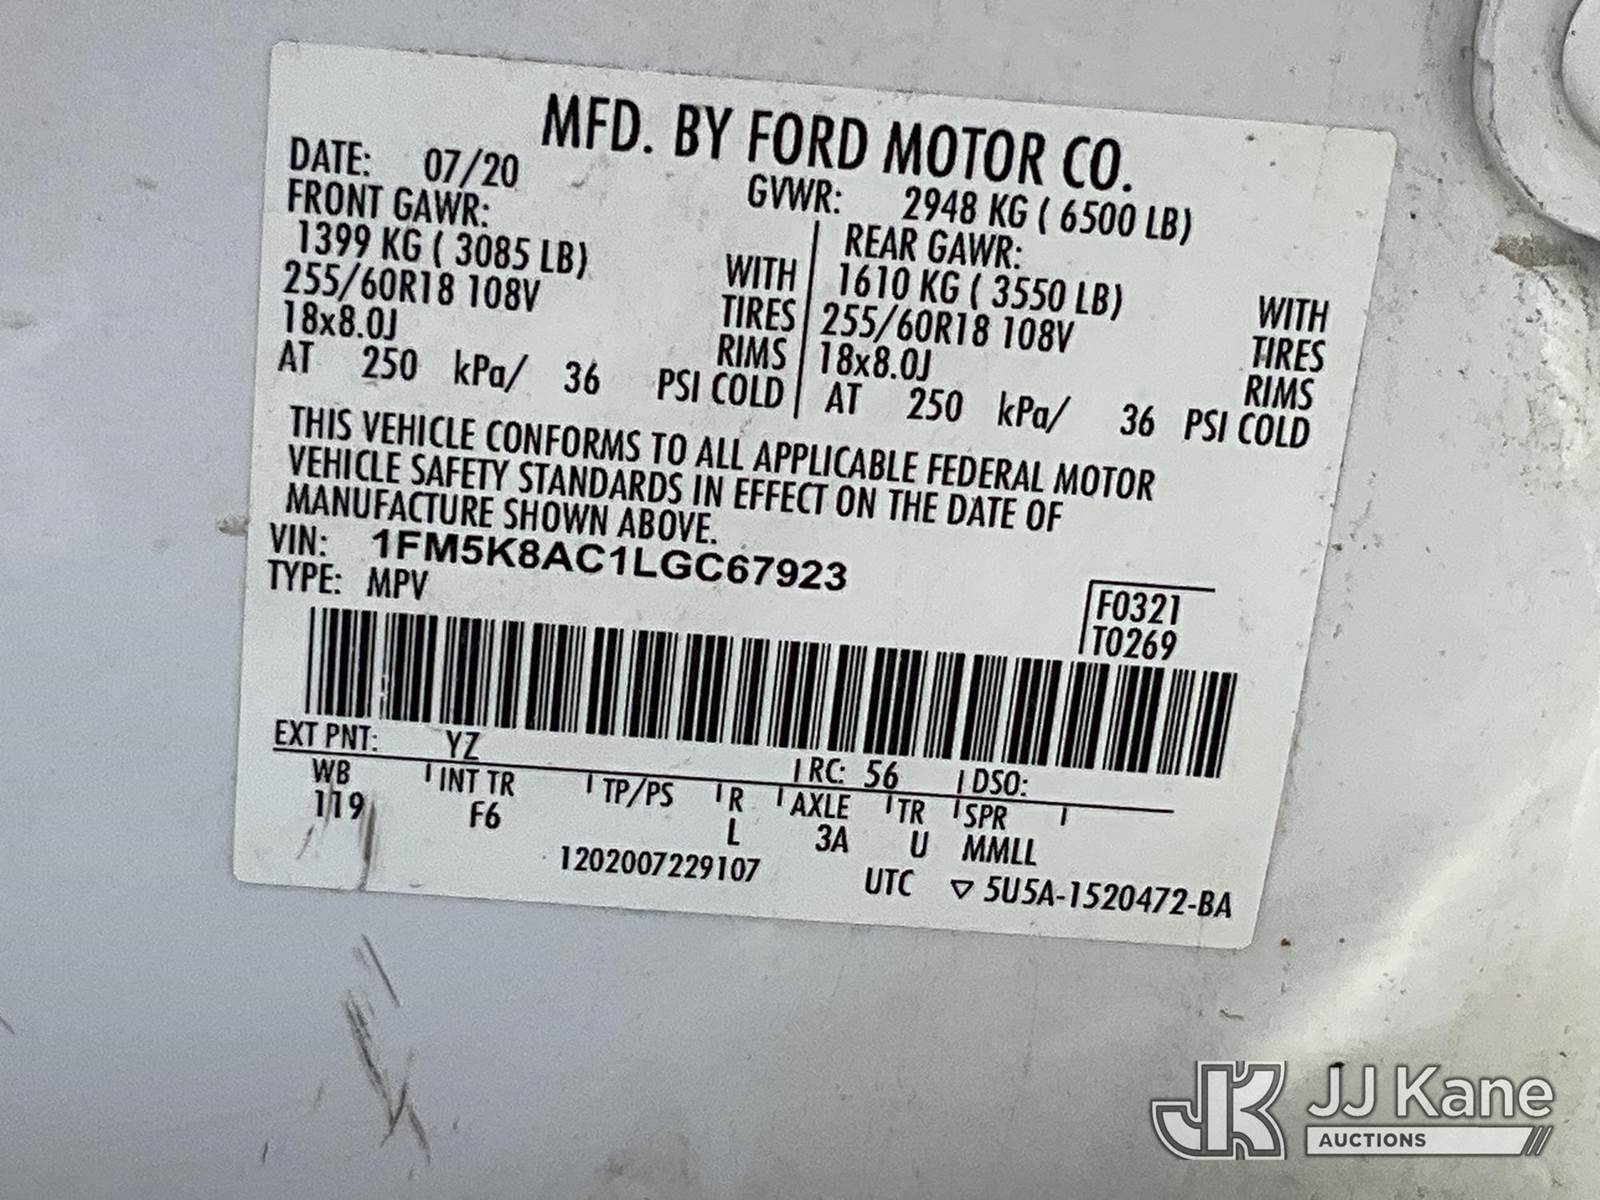 MFD. BY FORD MOTOR CO.
DATE: 07/20 GVWR: 2948 KG ( 6500 LB)
FRONT GAWR: REAR GAWR:
1399 KG ( 3085 LB) WITH 1610 KG ( 3550 LB) WITH
255/60R18 108V TIRES 255/60R18 108V TIRES
18x8.0J RIMS 18x8.0J RIMS
AT 250 kPa/ 36 PSI COLD AT 250 kPa/ 36 PSI COLD
THIS VEHICLE CONFORMS TO ALL APPLICABLE FEDERAL MOTOR
VEHICLE SAFETY STANDARDS IN EFFECT ON THE DATE OF
MANUFACTURE SHOWN ABOVE.
VIN: 1FM5K8AC1LGC67923
TYPE: MPV
F0321
T0269
EXT PNT: YZ RC: 56 DSO:
WB INT TR TP/PS R AXLE TR SPR
119 F6 L 3A U MMLL
1202007229107 UTC ▽ 5U5A-1520472-BA
JK JJ Kane
AUCTIONS